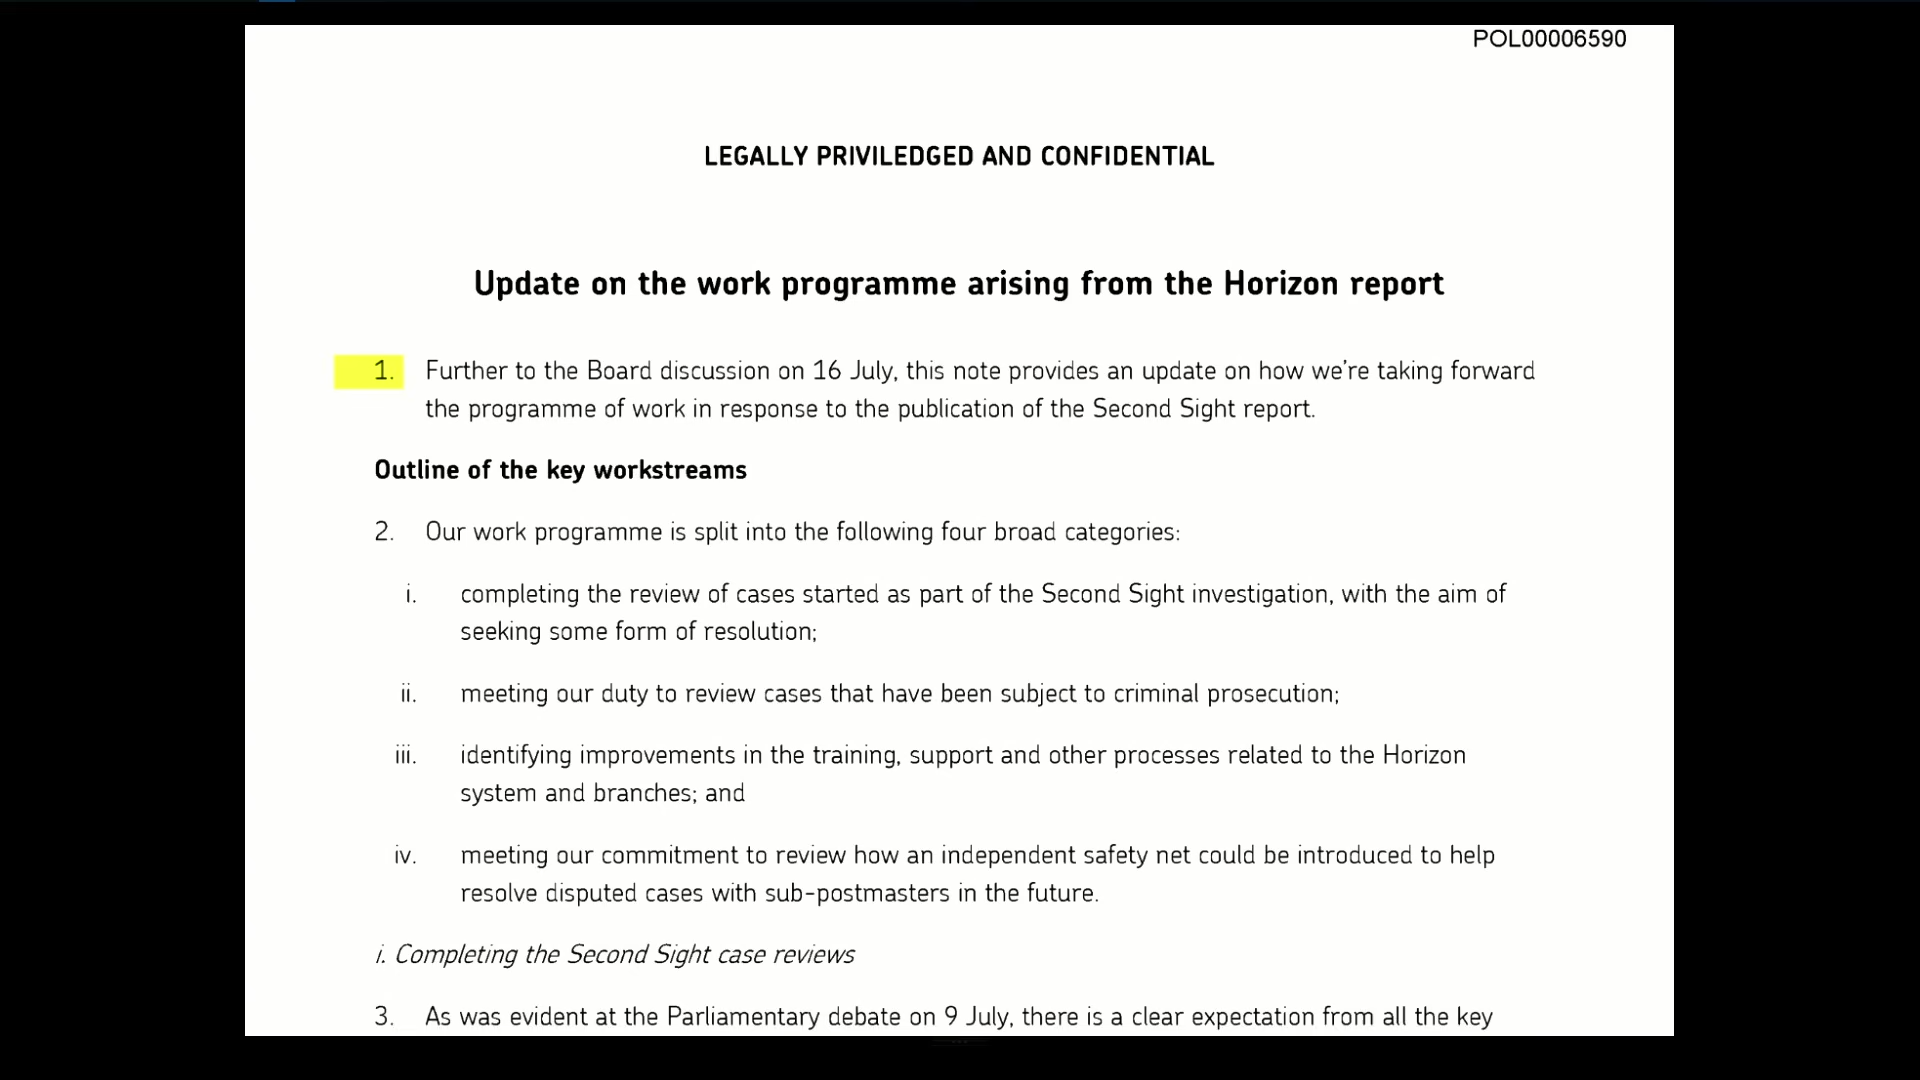 POL00006590
LEGALLY PRIVILEDGED AND CONFIDENTIAL
Update on the work programme arising from the Horizon report
1. Further to the Board discussion on 16 July, this note provides an update on how we're taking forward
the programme of work in response to the publication of the Second Sight report.
Outline of the key workstreams
2. Our work programme is split into the following four broad categories:
i. completing the review of cases started as part of the Second Sight investigation, with the aim of
seeking some form of resolution;
ii. meeting our duty to review cases that have been subject to criminal prosecution;
iii. identifying improvements in the training, support and other processes related to the Horizon
system and branches; and
iv. meeting our commitment to review how an independent safety net could be introduced to help
resolve disputed cases with sub-postmasters in the future.
i. Completing the Second Sight case reviews
3. As was evident at the Parliamentary debate on 9 July, there is a clear expectation from all the key